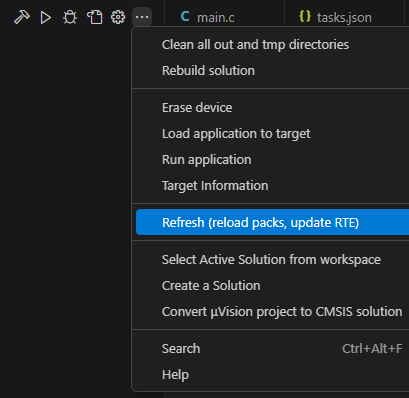 main.c
{} tasks.json
Clean all out and tmp directories
Rebuild solution
Erase device
Load application to target
Run application
Target Information
Refresh (reload packs, update RTE)
Select Active Solution from workspace
Create a Solution
Convert µVision project to CMSIS solution
Search Ctrl+Alt+F
Help